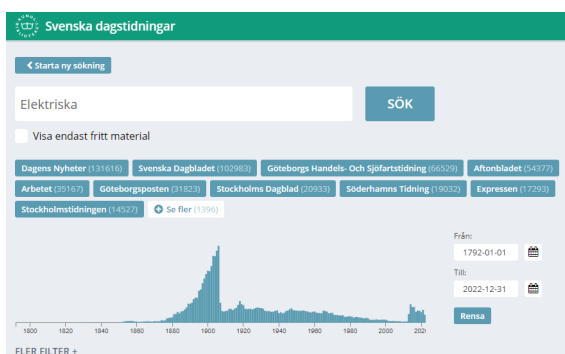 Svenska dagstidningar
Starta ny sökning
Elektriska SÖK
Visa endast fritt material
Dagens Nyheter (131616) Svenska Dagbladet (102983) Göteborgs Handels- Och Sjöfartstidning (66529) Aftonbladet (54377)
Arbetet (35167) Göteborgsposten (31823) Stockholms Dagblad (20933) Söderhamns Tidning (19032) Expressen (17293)
Stockholmstidningen (14527) Se fler (1396)
Från:
1792-01-01
Till:
2022-12-31
Rensa
1800 1820 1840 1860 1880 1900 1920 1940 1960 1980 2000 202
FLER FILTER +